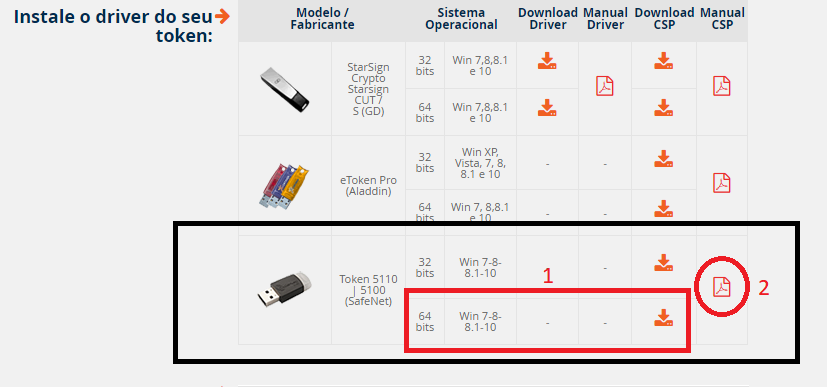 Instale o driver do seu
token:
Modelo /
Fabricante
Sistema
Operacional
Download
Driver
Manual
Driver
Download
CSP
Manual
CSP
StarSign
Crypto
Starsign
CUT7
S (GD)
32
bits
Win 7,8,8.1
e 10
64
bits
Win 7,8,8.1
e 10
eToken Pro
(Aladdin)
32
bits
Win XP,
Vista, 7, 8,
8.1 e 10
-
-
64
bits
Win 7, 8,8.1
e 10
-
-
Token 5110
| 5100
(SafeNet)
32
bits
Win 7-8-
8.1-10
1
-
-
2
64
bits
Win 7-8-
8.1-10
-
-